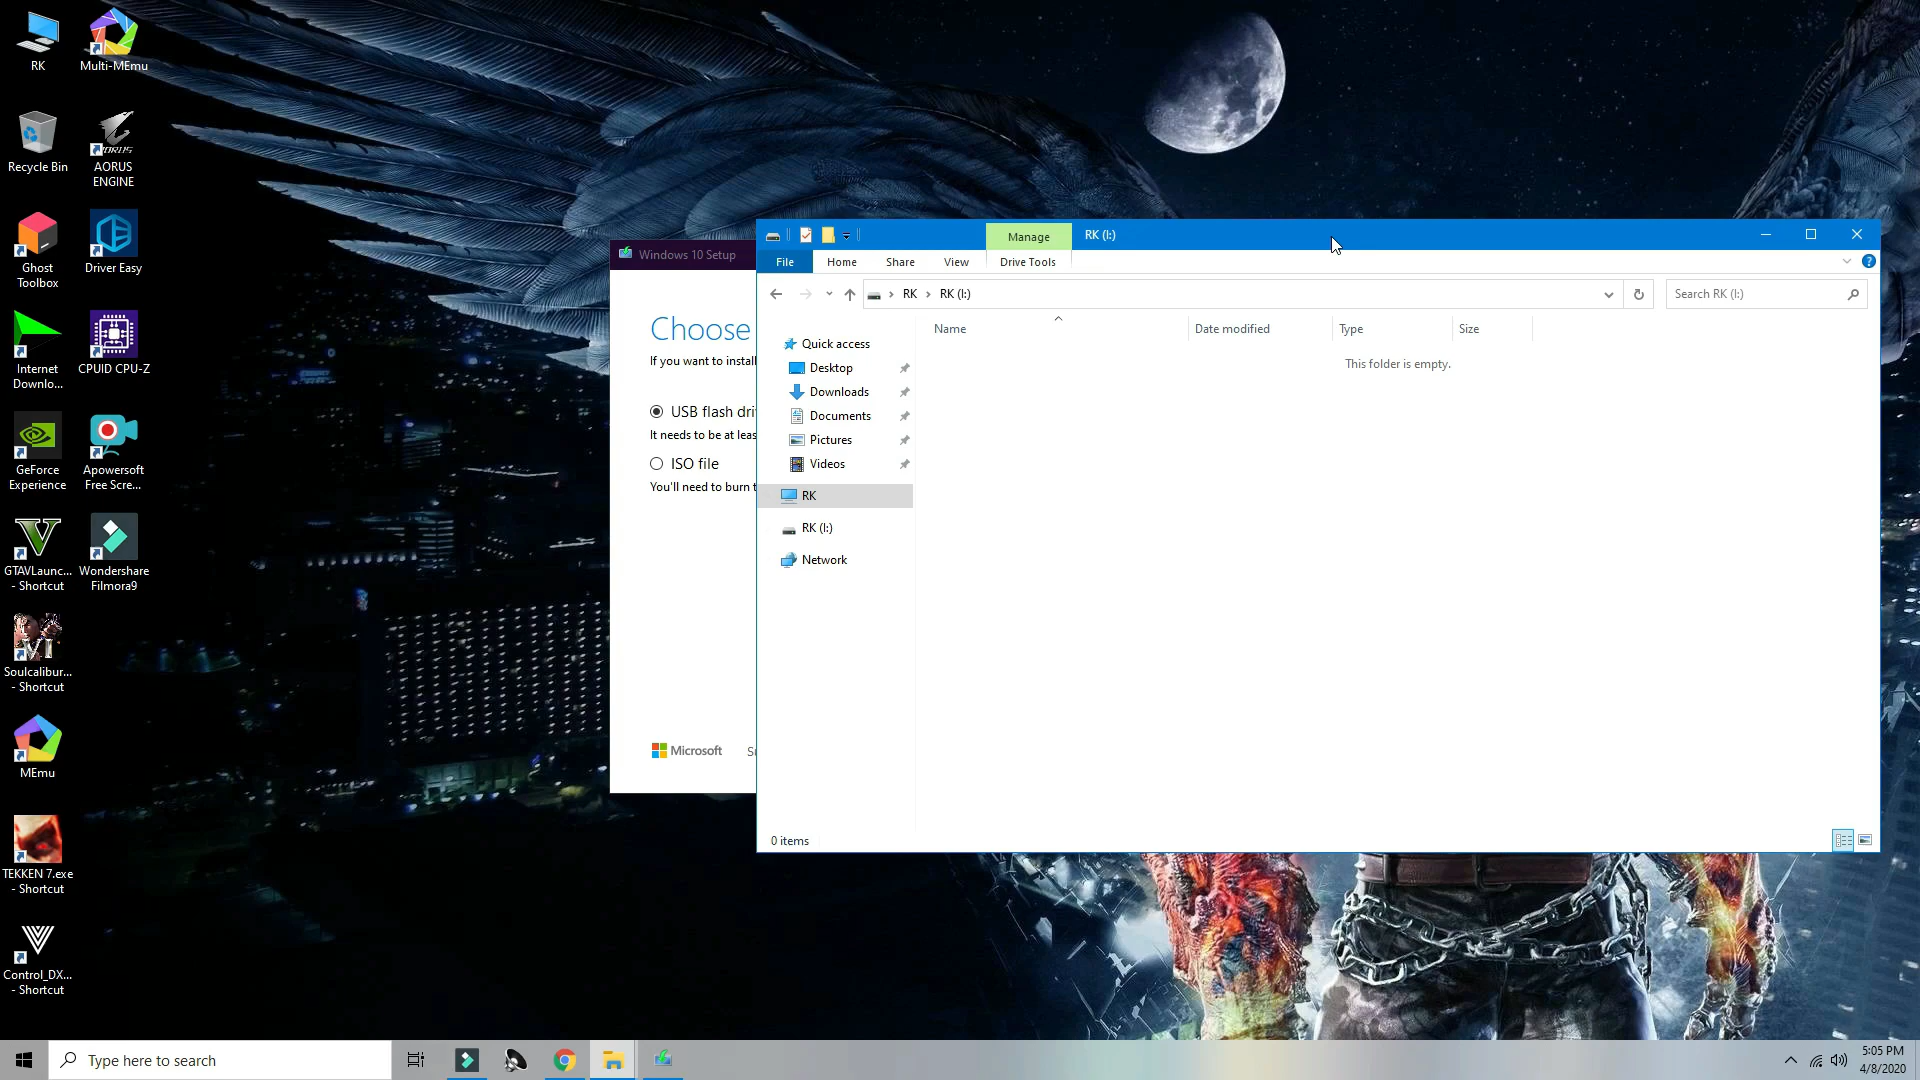 RK
Multi-MEmu
Recycle Bin
AORUS
ENGINE
Ghost
Toolbox
Driver Easy
Internet
Downlo...
CPUID CPU-Z
GeForce
Experience
Apowersoft
Free Scre...
GTAVLaunc...
- Shortcut
Wondershare
Filmora9
Soulcalibur...
- Shortcut
MEmu
TEKKEN 7.exe
- Shortcut
Control_DX...
- Shortcut
Windows 10 Setup
Choose
If you want to install
USB flash
It needs to be at
ISO file
You'll need to burn
Microsoft
Manage
RK (I:)
File
Home
Share
View
Drive Tools
RK › RK (I:)
Search RK (I:)
Name
Date modified
Type
Size
This folder is empty.
Quick access
Desktop
Downloads
Documents
Pictures
Videos
RK
RK (I:)
Network
0 items
Type here to search
5:05 PM
4/8/2020